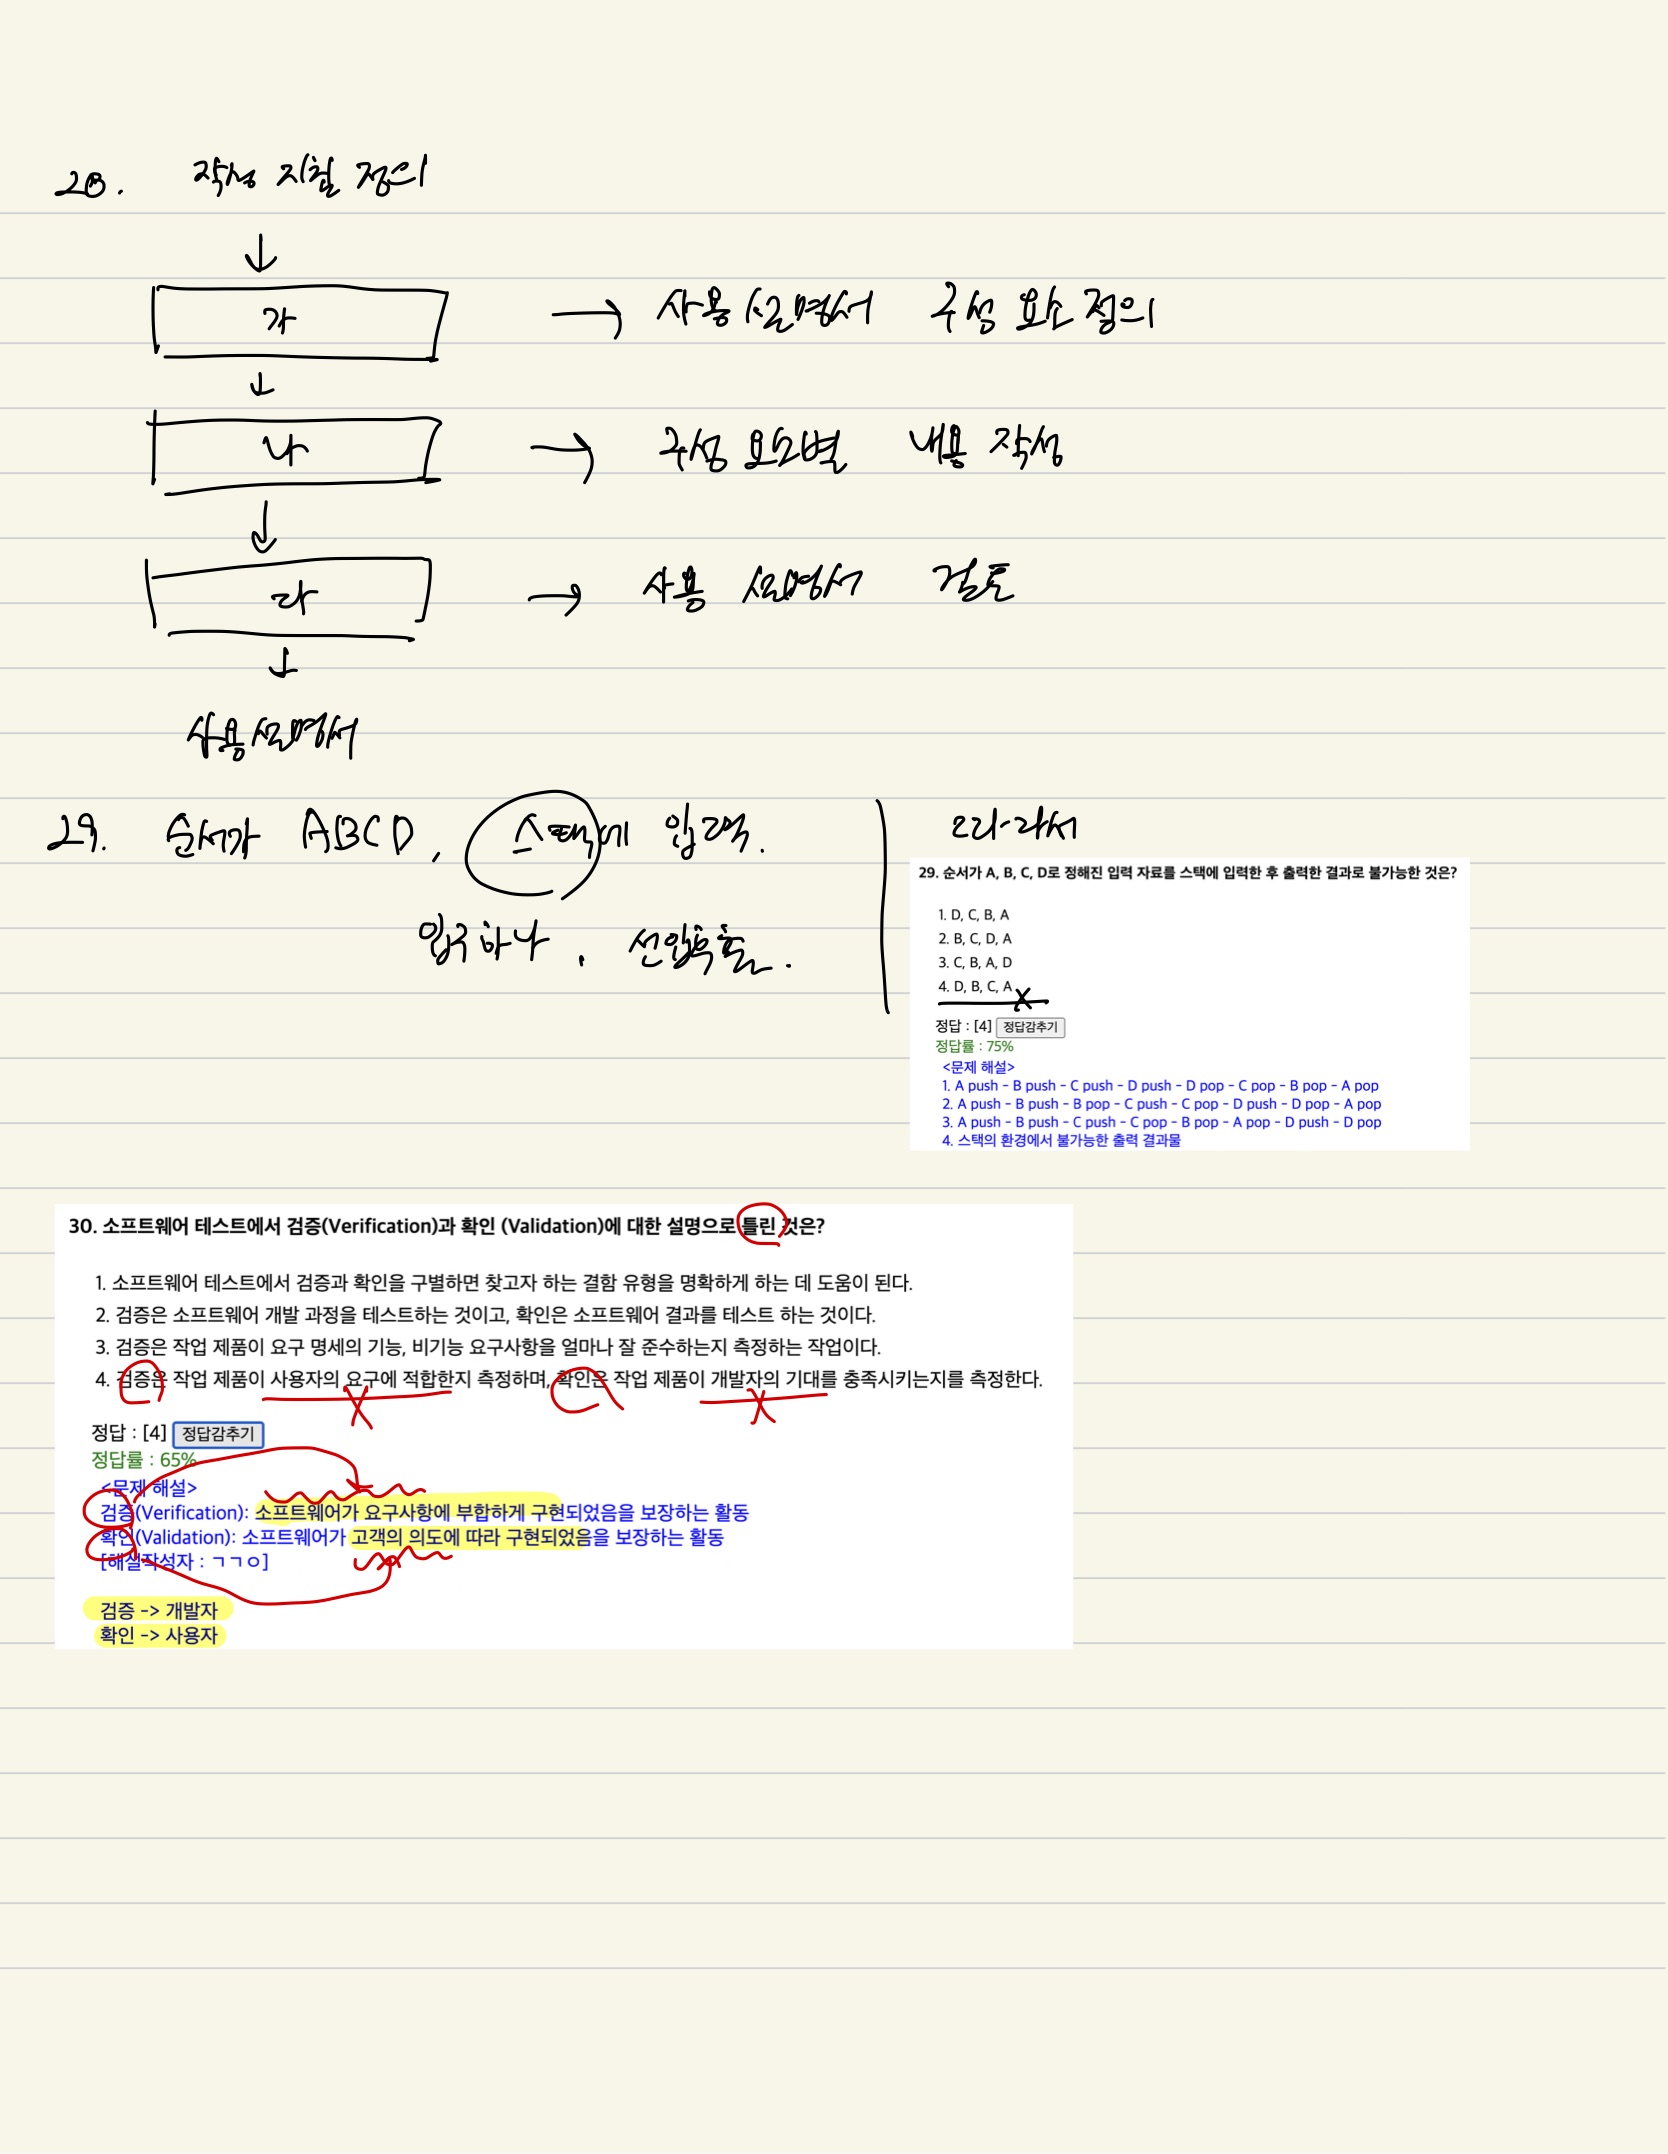 28. 작성 지침 정의
↓
가 → 사용 설명서 구성 요소 정의
↓
나 → 구성 요소별 내용 작성
↓
다 → 사용 설명서 검토
↓
사용설명서
29. 순서가 ABCD, 스택에 입력.
입구하나, 선입후출.
따라서
29. 순서가 A, B, C, D로 정해진 입력 자료를 스택에 입력한 후 출력한 결과로 불가능한 것은?
1. D, C, B, A
2. B, C, D, A
3. C, B, A, D
4. D, B, C, A X
정답 : [4] 정답감추기
정답률 : 75%
<문제 해설>
1. A push - B push - C push - D push - D pop - C pop - B pop - A pop
2. A push - B push - B pop - C push - C pop - D push - D pop - A pop
3. A push - B push - C push - C pop - B pop - A pop - D push - D pop
4. 스택의 환경에서 불가능한 출력 결과물
30. 소프트웨어 테스트에서 검증(Verification)과 확인 (Validation)에 대한 설명으로 틀린 것은?
1. 소프트웨어 테스트에서 검증과 확인을 구별하면 찾고자 하는 결함 유형을 명확하게 하는 데 도움이 된다.
2. 검증은 소프트웨어 개발 과정을 테스트하는 것이고, 확인은 소프트웨어 결과를 테스트 하는 것이다.
3. 검증은 작업 제품이 요구 명세의 기능, 비기능 요구사항을 얼마나 잘 준수하는지 측정하는 작업이다.
4. 검증은 작업 제품이 사용자의 요구에 적합한지 측정하며, 확인은 작업 제품이 개발자의 기대를 충족시키는지를 측정한다.
X X
정답 : [4] 정답감추기
정답률 : 65%
<문제 해설>
검증(Verification): 소프트웨어가 요구사항에 부합하게 구현되었음을 보장하는 활동
확인(Validation): 소프트웨어가 고객의 의도에 따라 구현되었음을 보장하는 활동
[해설작성자 : ㄱㄱㅇ]
검증 -> 개발자
확인 -> 사용자